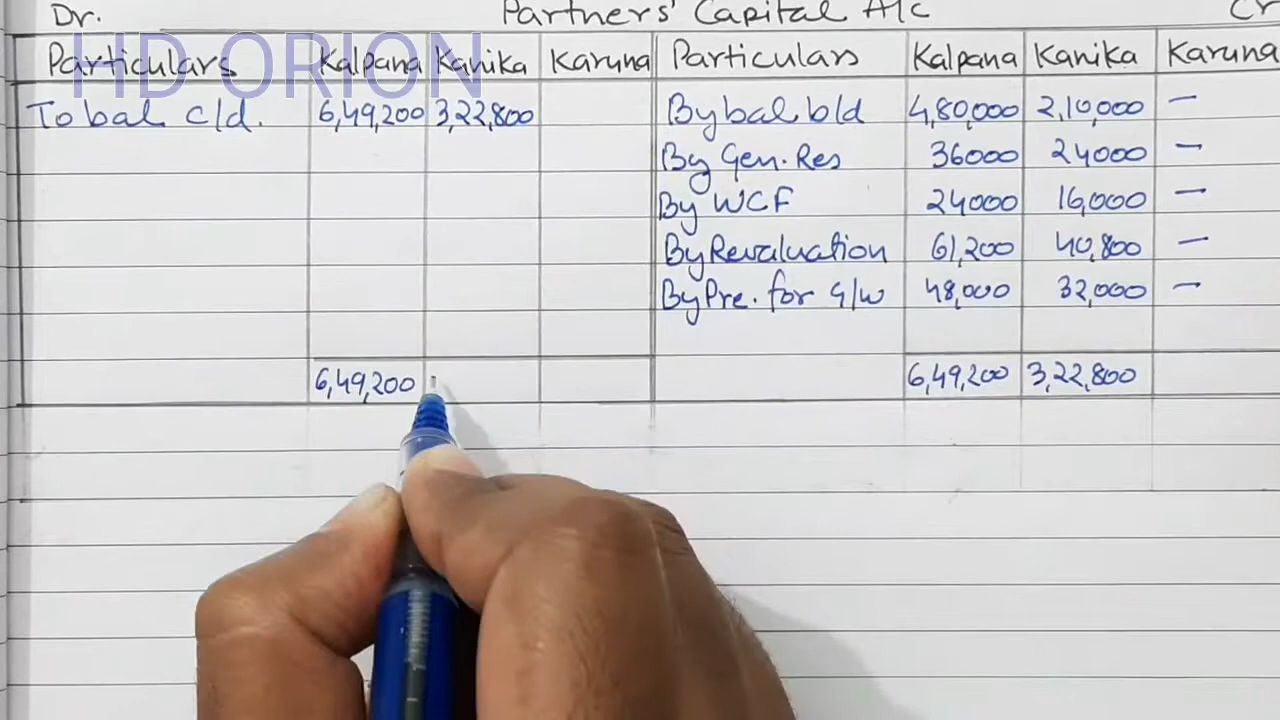 Dr. Partners' Capital A/c Cr
Particulars Kalpana Kanika Karuna Particulars Kalpana Kanika Karuna
HD ORION
To bal c/d. 6,49,200 3,22,800 By bal b/d 4,80,000 2,10,000 —
By Gen. Res 36000 24000 —
By WCF 24000 16,000 —
By Revaluation 61,200 40,800 —
By Pre. for G/w 48,000 32,000 —
6,49,200 6,49,200 3,22,800